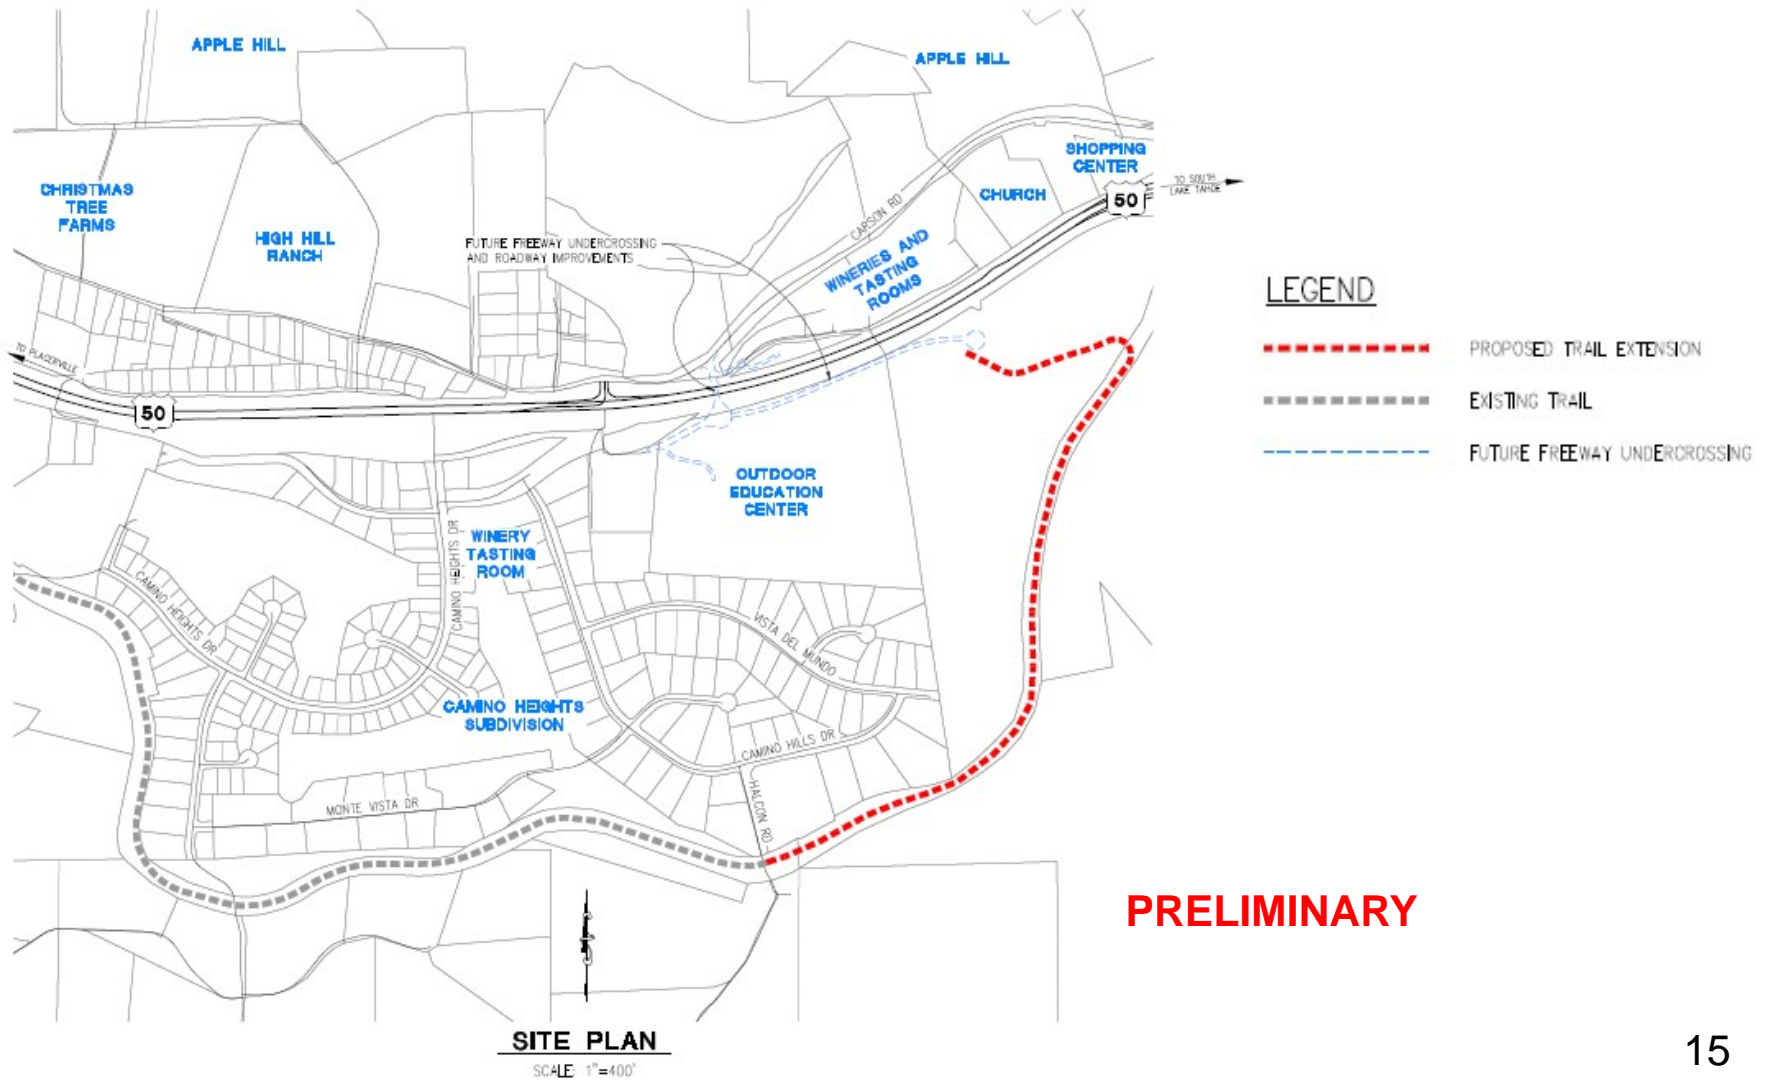 APPLE HILL
APPLE HILL
SHOPPING
CENTER
TO SOUTH
LAKE TAHOE
50
CHRISTMAS
TREE
FARMS
CHURCH
CARSON RD
HIGH HILL
RANCH
FUTURE FREEWAY UNDERCROSSING
AND ROADWAY IMPROVEMENTS
WINERIES AND
TASTING
ROOMS
TO PLACERVILLE
50
LEGEND
PROPOSED TRAIL EXTENSION
EXISTING TRAIL
FUTURE FREEWAY UNDERCROSSING
OUTDOOR
EDUCATION
CENTER
WINERY
TASTING
ROOM
CAMINO HEIGHTS DR
CAMINO HEIGHTS DR
VISTA DEL MUNDO
CAMINO HEIGHTS
SUBDIVISION
CAMINO HILLS DR
HALCON RD
MONTE VISTA DR
PRELIMINARY
SITE PLAN
SCALE: 1"=400'
15